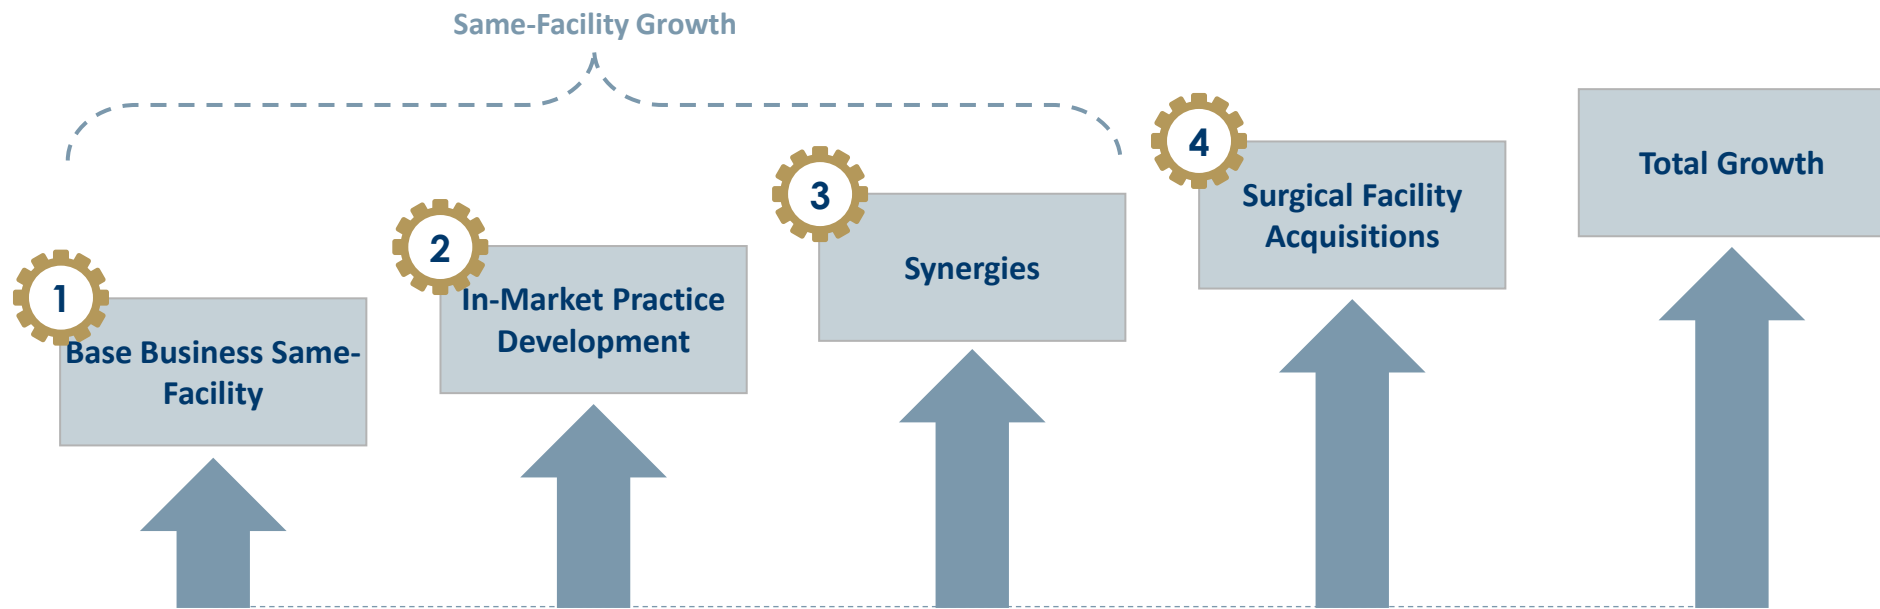 Same-Facility Growth
1
Base Business Same-
Facility
2
In-Market Practice
Development
3
Synergies
4
Surgical Facility
Acquisitions
Total Growth